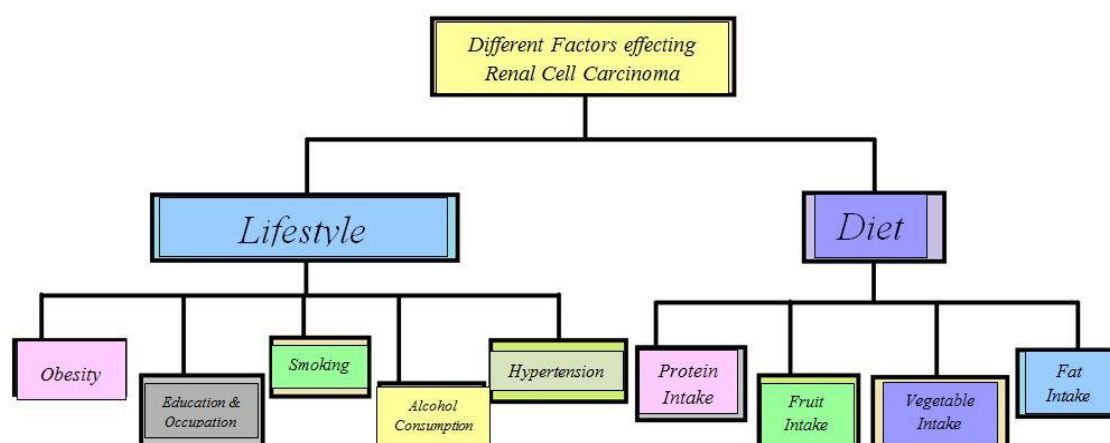 Different Factors effecting
Renal Cell Carcinoma
Lifestyle
Diet
Obesity
Education &
Occupation
Smoking
Alcohol
Consumption
Hypertension
Protein
Intake
Fruit
Intake
Vegetable
Intake
Fat
Intake